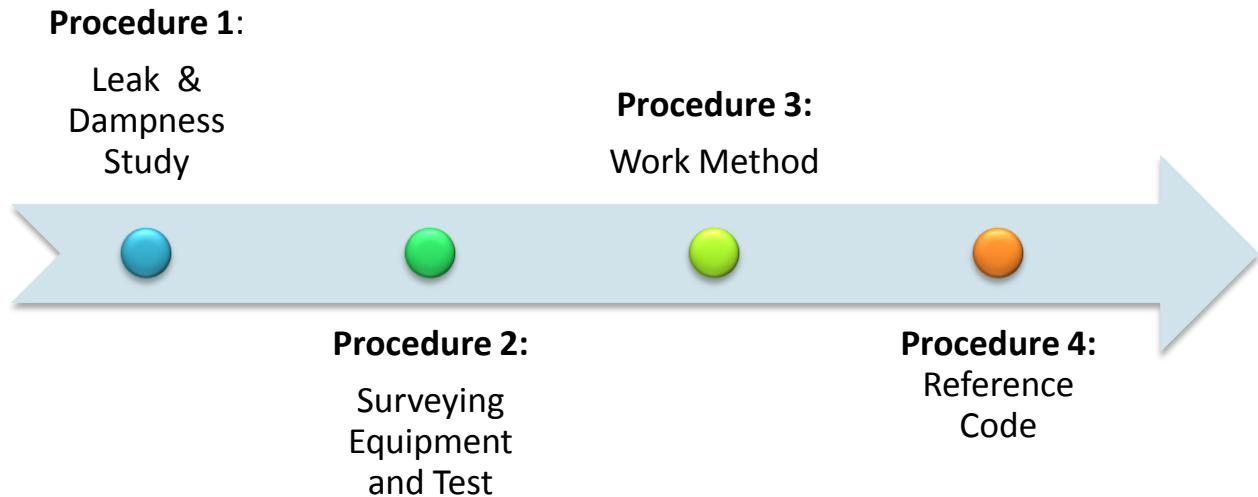 Procedure 1:
Leak &
Dampness
Study
Procedure 2:
Surveying
Equipment
and Test
Procedure 3:
Work Method
Procedure 4:
Reference
Code